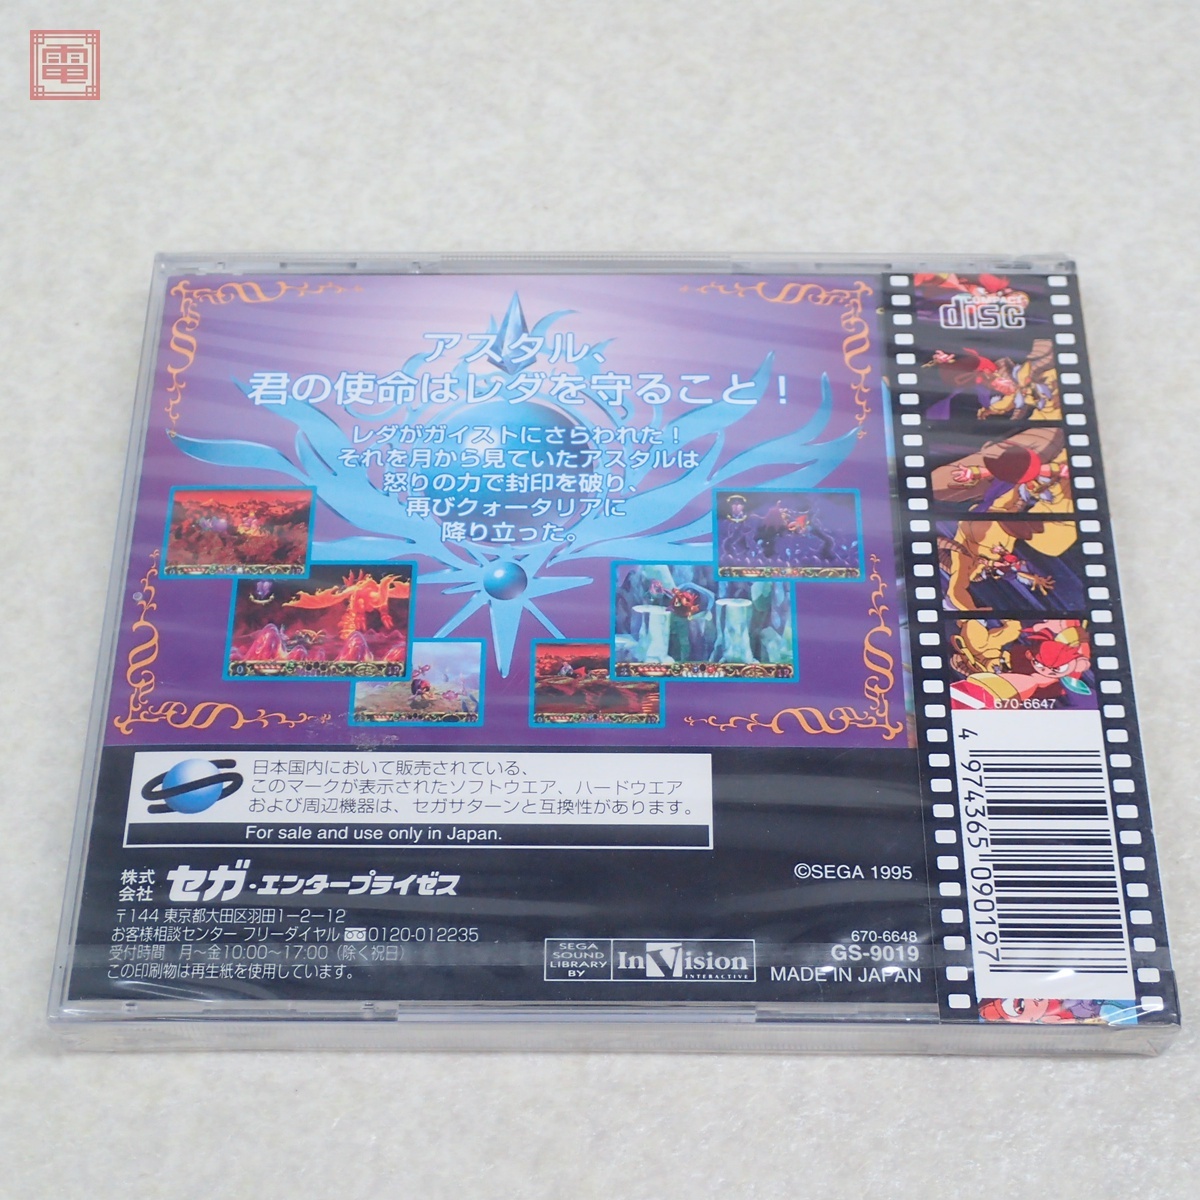 電
アスタル、
君の使命はレダを守ること！
レダがガイストにさらわれた！
それを月から見ていたアスタルは
怒りの力で封印を破り、
再びクォータリアに
降り立った。
COMPACT
disc
670-6647
4 974365 090197
日本国内において販売されている、
このマークが表示されたソフトウエア、ハードウエア
および周辺機器は、セガサターンと互換性があります。
For sale and use only in Japan.
株式会社 セガ・エンタープライゼス
〒144 東京都大田区羽田1-2-12
お客様相談センター フリーダイヤル 0120-012235
受付時間 月～金10:00～17:00（除く祝日）
この印刷物は再生紙を使用しています。
©SEGA 1995
SEGA
SOUND
LIBRARY
BY
InVision
INTERACTIVE
670-6648
GS-9019
MADE IN JAPAN